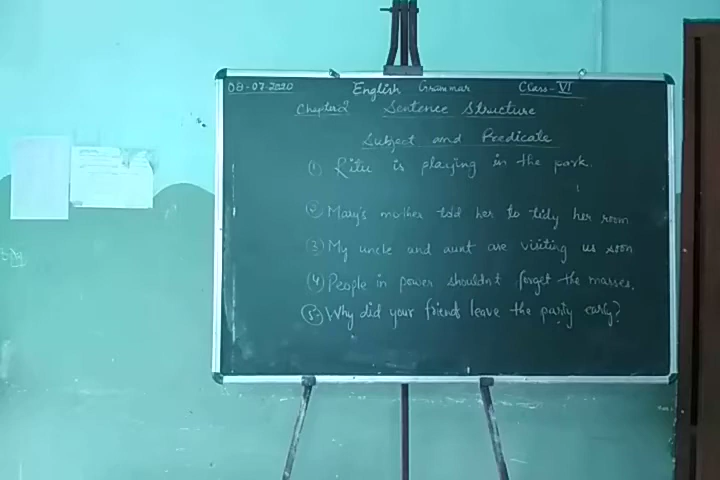 08-07-2020 English Grammar Class-VI
Chapter 2 Sentence Structure
Subject and Predicate
(1) Ritu is playing in the park.
(2) Mary's mother told her to tidy her room
(3) My uncle and aunt are visiting us soon
(4) People in power shouldn't forget the masses.
(5) Why did your friends leave the party early?